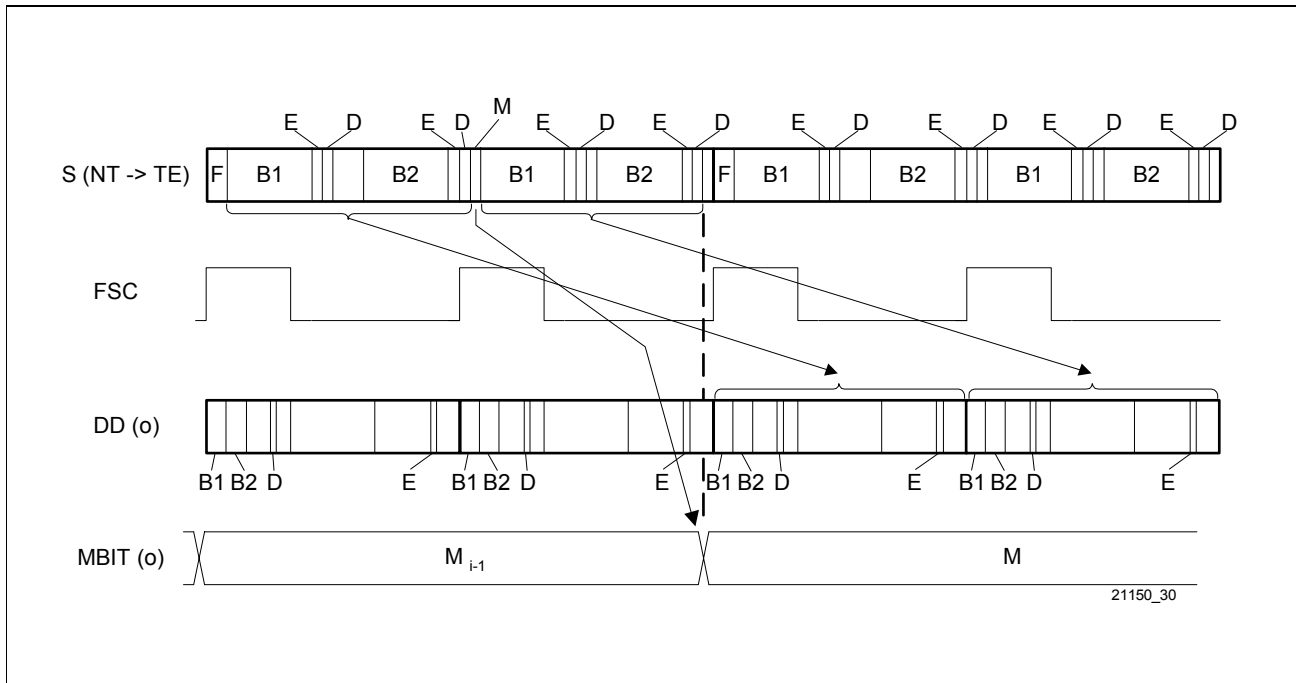 E D E D M E D E D E D E D E D E D
S (NT -> TE) F B1 B2 B1 B2 F B1 B2 B1 B2
FSC
DD (o)
B1 B2 D E B1 B2 D E B1 B2 D E B1 B2 D E
MBIT (o) M i-1 M
21150_30